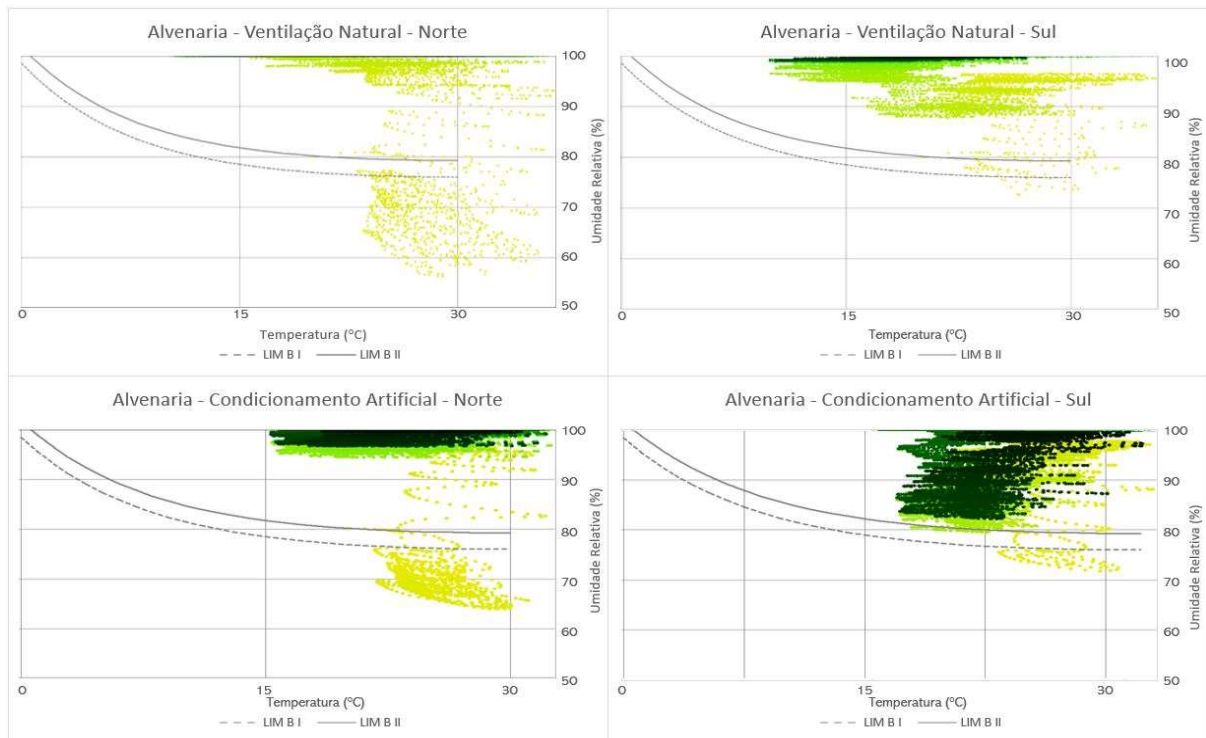 Alvenaria - Ventilação Natural - Norte
100
90
80
70
60
50
Umidade Relativa (%)
0
15
30
Temperatura (°C)
LIM B I
LIM B II
Alvenaria - Ventilação Natural - Sul
100
90
80
70
60
50
Umidade Relativa (%)
0
15
30
Temperatura (°C)
LIM B I
LIM B II
Alvenaria - Condicionamento Artificial - Norte
100
90
80
70
60
50
Umidade Relativa (%)
0
15
30
Temperatura (°C)
LIM B I
LIM B II
Alvenaria - Condicionamento Artificial - Sul
100
90
80
70
60
50
Umidade Relativa (%)
0
15
30
Temperatura (°C)
LIM B I
LIM B II